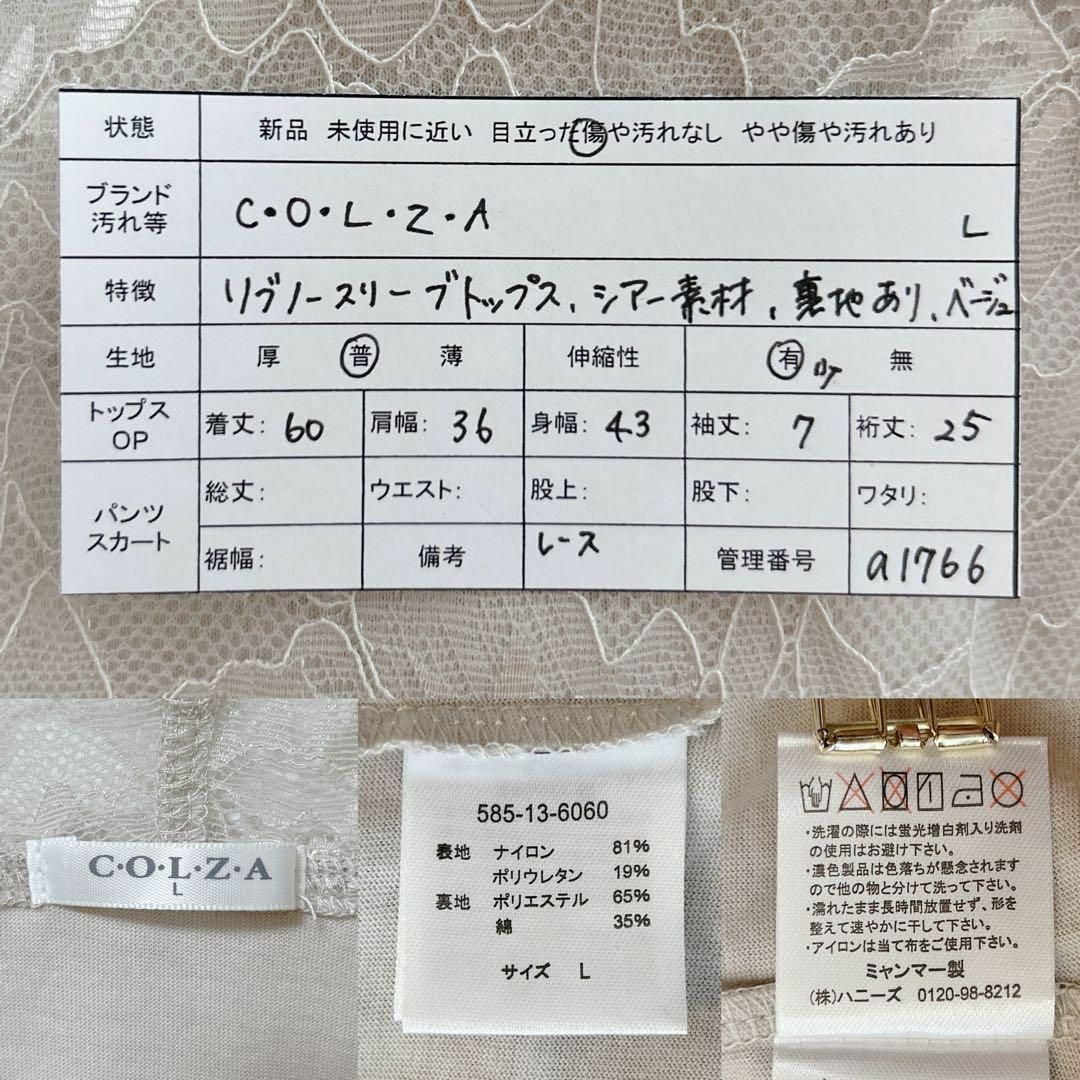 状態 新品 未使用に近い 目立った傷や汚れなし やや傷や汚れあり
ブランド
汚れ等 C・O・L・Z・A L
特徴 リブノースリーブトップス、シアー素材、裏地あり、ベージュ
生地 厚 普 薄 伸縮性 有 無
トップス
OP 着丈: 60 肩幅: 36 身幅: 43 袖丈: 7 裄丈: 25
パンツ
スカート 総丈: ウエスト: 股上: 股下: ワタリ:
裾幅: 備考 レース 管理番号 a1766
C・O・L・Z・A
L
585-13-6060
表地 ナイロン 81%
ポリウレタン 19%
裏地 ポリエステル 65%
綿 35%
サイズ L
・洗濯の際には蛍光増白剤入り洗剤
の使用はお避け下さい。
・濃色製品は色落ちが懸念されます
ので他の物と分けて洗って下さい。
・濡れたまま長時間放置せず、形を
整えて速やかに干して下さい。
・アイロンは当て布をご使用下さい。
ミャンマー製
(株)ハニーズ 0120-98-8212